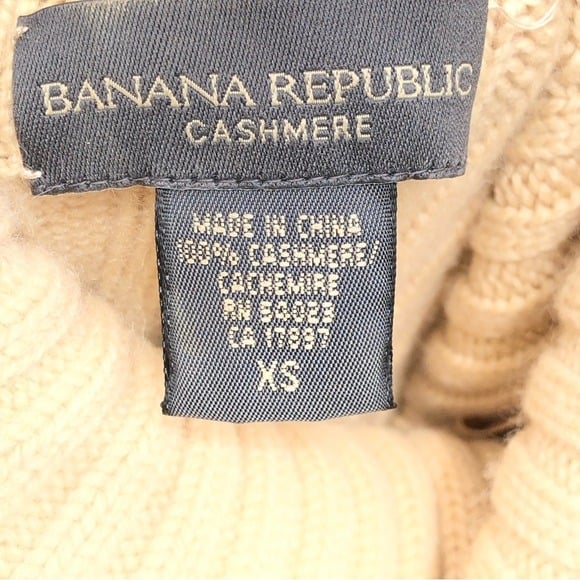 BANANA REPUBLIC
CASHMERE
MADE IN CHINA
100% CASHMERE/
CACHEMIRE
RN 54023
CA 17897
XS